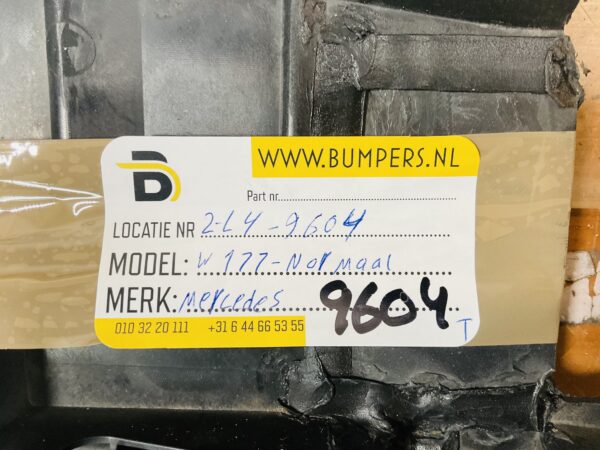 B
WWW.BUMPERS.NL
Part nr
LOCATIE NR 2-L4-9604
MODEL: W177-Normaal
MERK: Mercedes
9604
010 32 20 111 +31 6 44 66 53 55
T